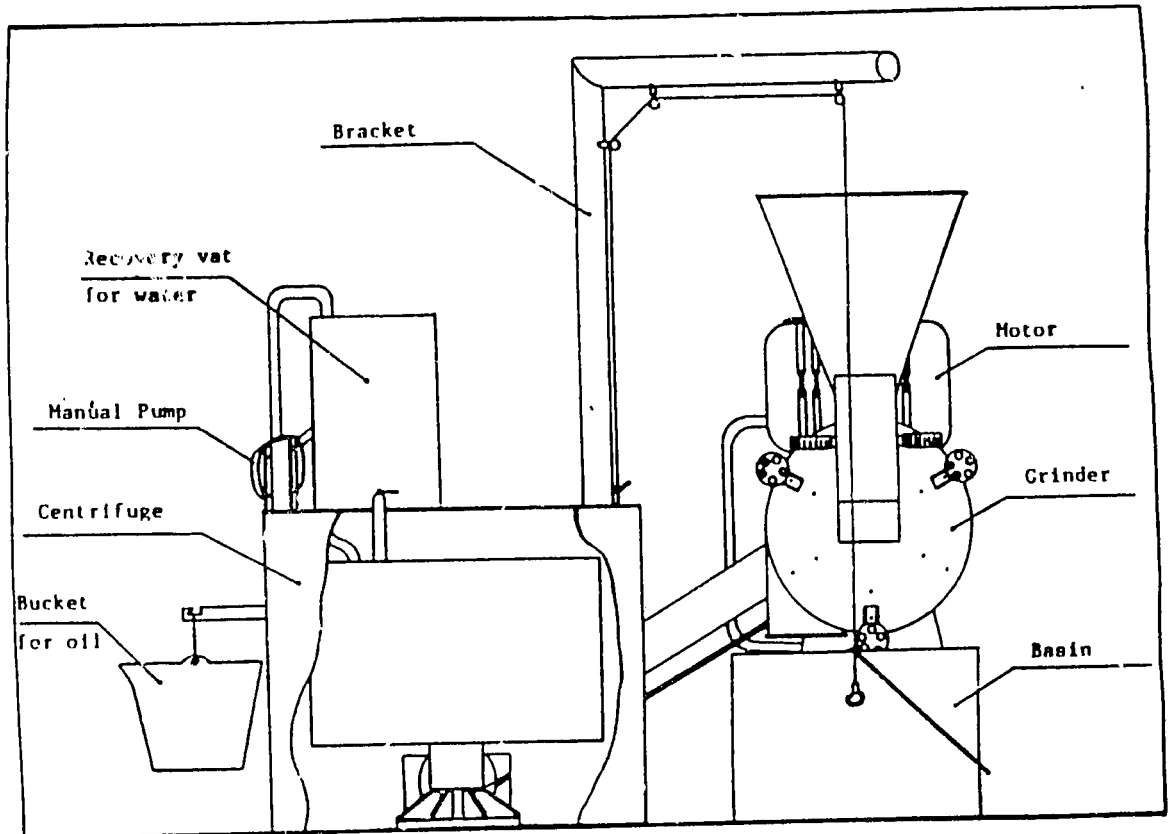 Bracket
Recovery vat
for water
Motor
Manual Pump
Grinder
Centrifuge
Bucket
for oil
Basin